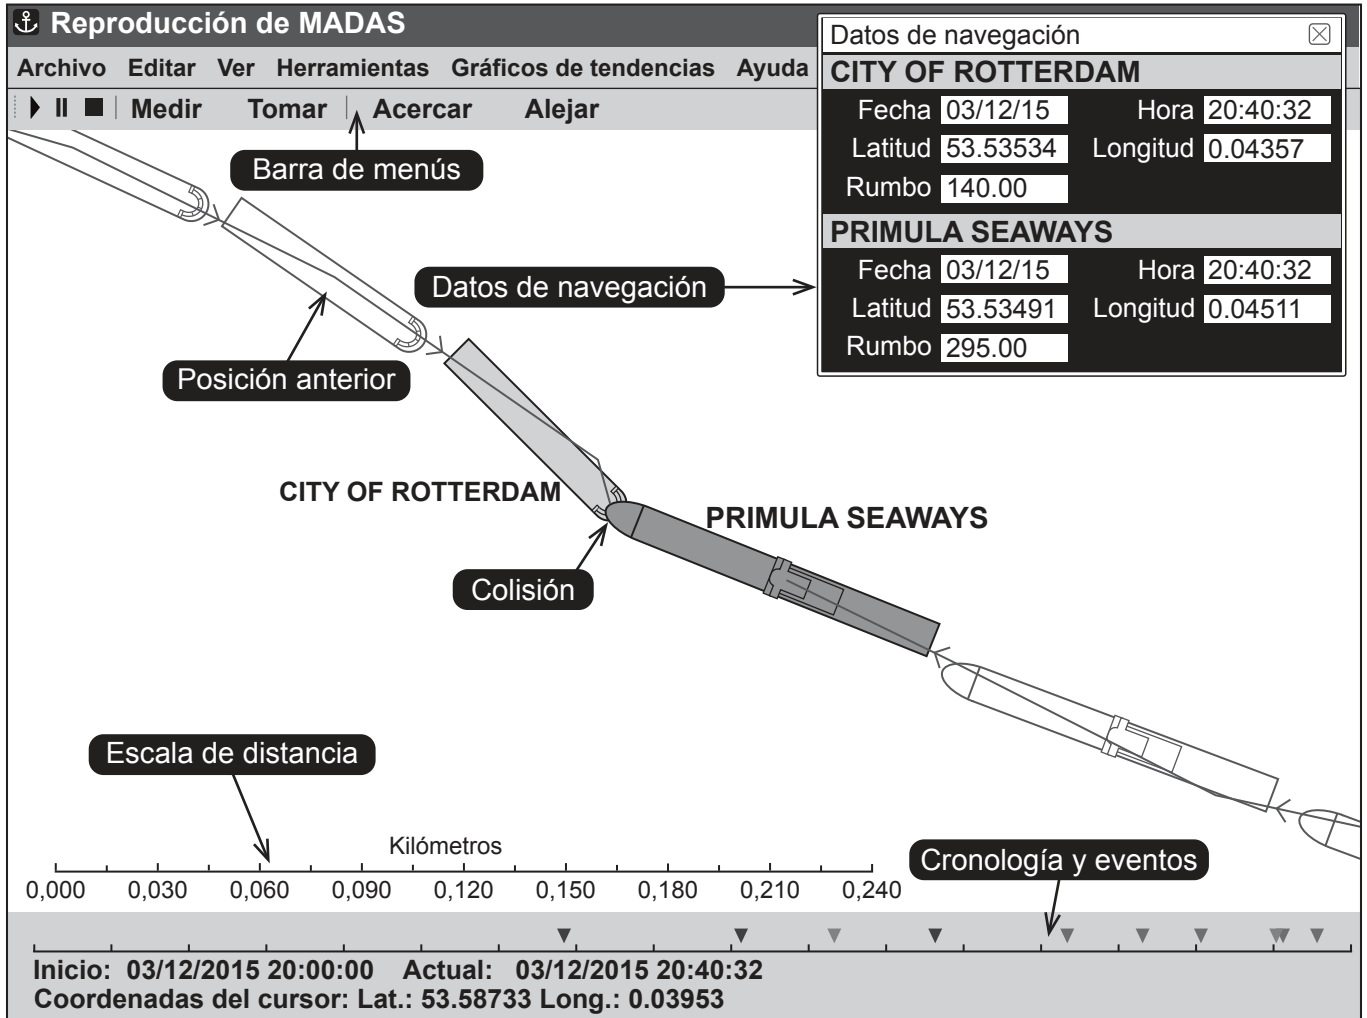 Reproducción de MADAS
Archivo Editar Ver Herramientas Gráficos de tendencias Ayuda
Medir Tomar Acercar Alejar
Barra de menús
Datos de navegación
CITY OF ROTTERDAM
Fecha 03/12/15 Hora 20:40:32
Latitud 53.53534 Longitud 0.04357
Rumbo 140.00
PRIMULA SEAWAYS
Fecha 03/12/15 Hora 20:40:32
Latitud 53.53491 Longitud 0.04511
Rumbo 295.00
Datos de navegación
Posición anterior
CITY OF ROTTERDAM
PRIMULA SEAWAYS
Colisión
Escala de distancia
Kilómetros
0,000 0,030 0,060 0,090 0,120 0,150 0,180 0,210 0,240
Cronología y eventos
Inicio: 03/12/2015 20:00:00 Actual: 03/12/2015 20:40:32
Coordenadas del cursor: Lat.: 53.58733 Long.: 0.03953